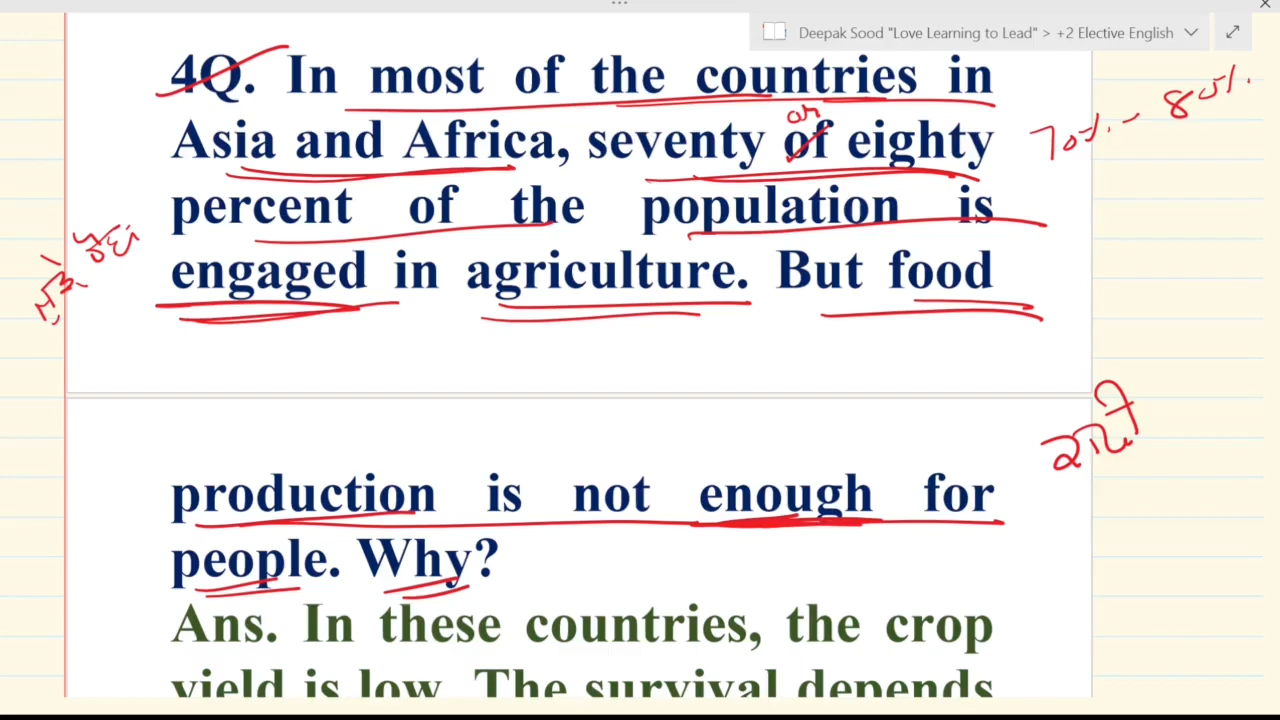 Deepak Sood "Love Learning to Lead" > +2 Elective English
4Q. In most of the countries in
or
Asia and Africa, seventy of eighty
70% - 80%
percent of the population is
engaged in agriculture. But food
production is not enough for
people. Why?
Ans. In these countries, the crop
yield is low. The survival depends